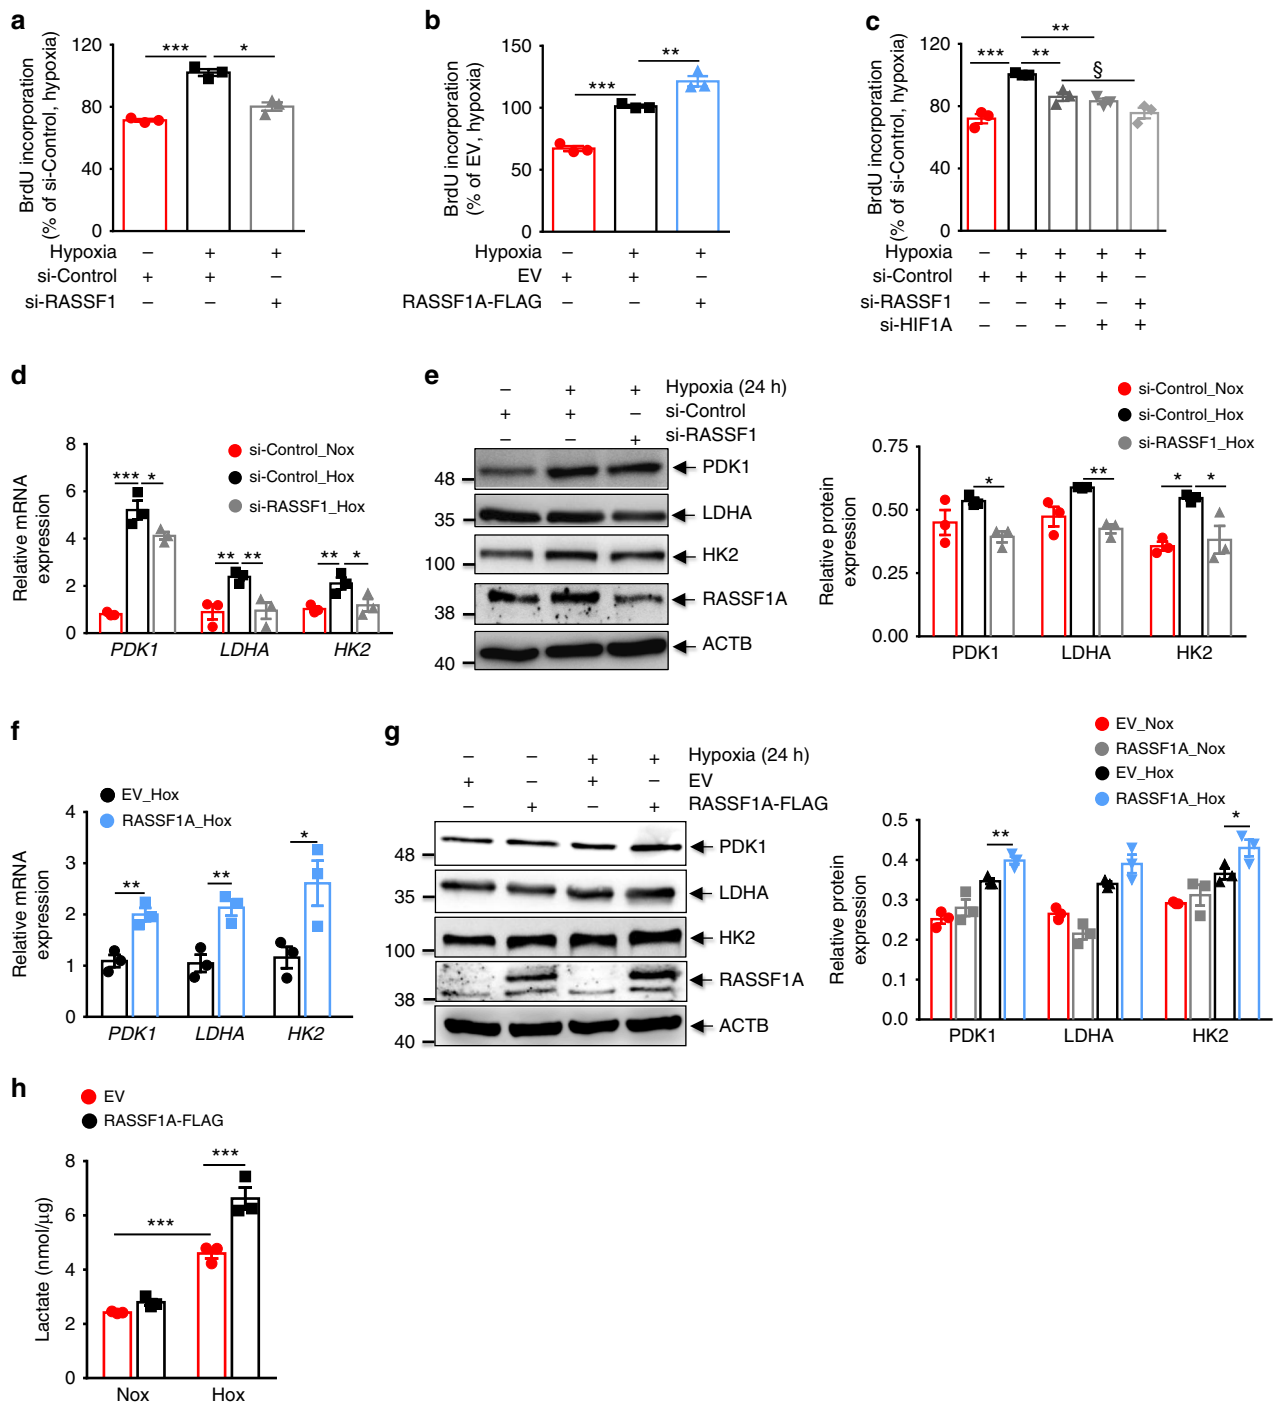 a
BrdU incorporation
(% of si-Control, hypoxia)
120
80
40
0
***
*
Hypoxia – + +
si-Control + + –
si-RASSF1 – – +
b
BrdU incorporation
(% of EV, hypoxia)
150
100
50
0
***
**
Hypoxia – + +
EV + + –
RASSF1A-FLAG – – +
c
BrdU incorporation
(% of si-Control, hypoxia)
120
80
40
0
**
*** **
§
Hypoxia – + + + +
si-Control + + + + –
si-RASSF1 – – + – +
si-HIF1A – – – + +
d
Relative mRNA
expression
8
6
4
2
0
si-Control_Nox
si-Control_Hox
si-RASSF1_Hox
*** *
** **
** *
PDK1 LDHA HK2
e
– + + Hypoxia (24 h)
+ + – si-Control
– – + si-RASSF1
48
PDK1
35
LDHA
100
HK2
38
RASSF1A
40
ACTB
si-Control_Nox
si-Control_Hox
si-RASSF1_Hox
Relative protein
expression
0.75
0.50
0.25
0.00
*
**
* *
PDK1 LDHA HK2
f
EV_Hox
RASSF1A_Hox
Relative mRNA
expression
4
3
2
1
0
**
**
*
PDK1 LDHA HK2
g
– – + + Hypoxia (24 h)
+ – + – EV
– + – + RASSF1A-FLAG
48
PDK1
35
LDHA
100
HK2
38
RASSF1A
40
ACTB
EV_Nox
RASSF1A_Nox
EV_Hox
RASSF1A_Hox
Relative protein
expression
0.5
0.4
0.3
0.2
0.1
0.0
**
*
PDK1 LDHA HK2
h
EV
RASSF1A-FLAG
Lactate (nmol/µg)
8
6
4
2
0
***
***
Nox Hox